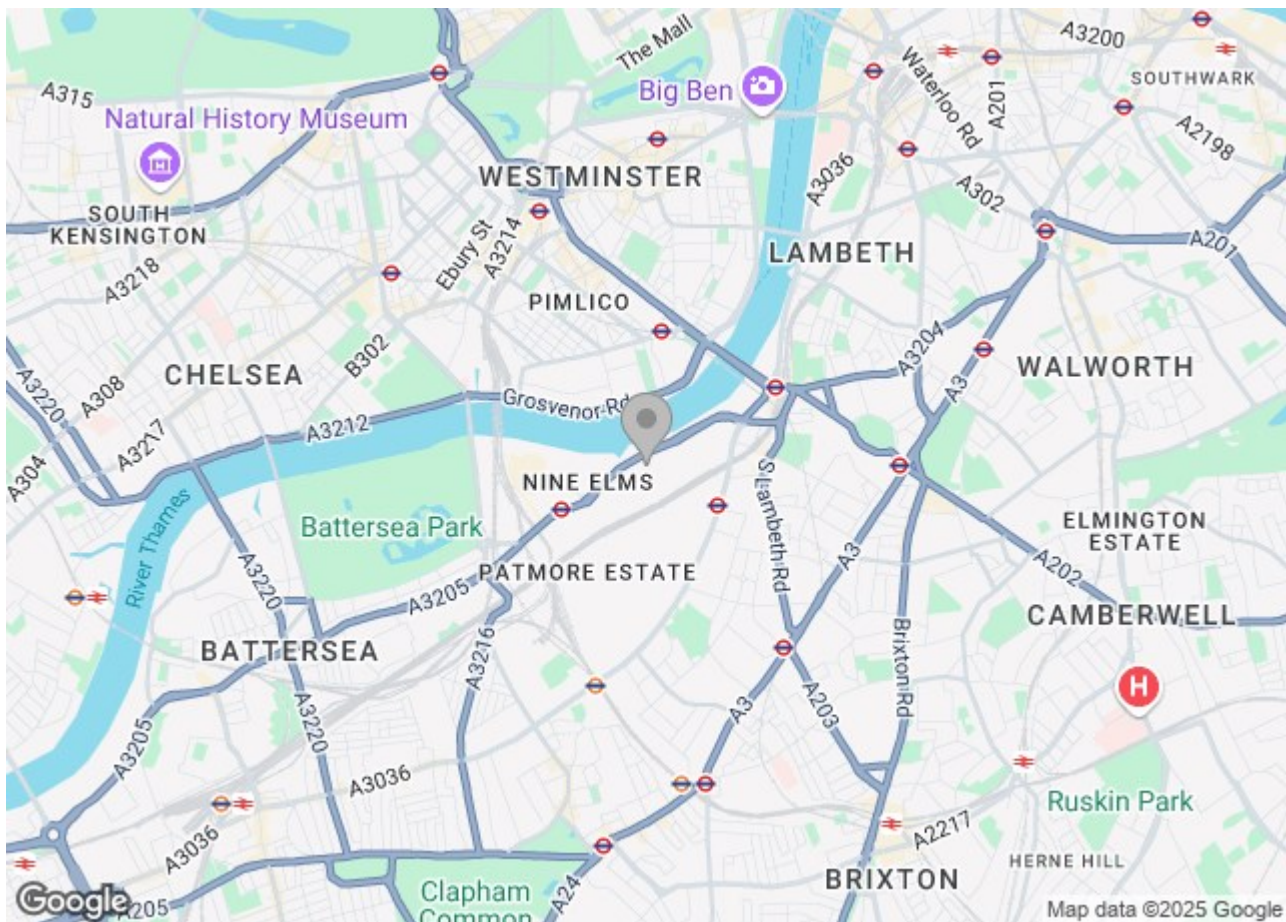 The Mall
A3200
A315
Big Ben
Waterloo Rd
A201
SOUTHWARK
Natural History Museum
A2198
A3036
WESTMINSTER
A302
SOUTH
KENSINGTON
Ebury St
A3214
LAMBETH
A201
A3218
PIMLICO
B302
A3204
A3
WALWORTH
CHELSEA
A3220
A308
Grosvenor Rd
A3217
A3212
A304
NINE ELMS
S Lambeth Rd
River Thames
Battersea Park
ELMINGTON
ESTATE
A3
A202
PATMORE ESTATE
A3220
A3205
CAMBERWELL
BATTERSEA
A3216
Brixton Rd
H
A3
A203
A3220
A3205
A3036
Ruskin Park
A2217
A3036
HERNE HILL
BRIXTON
Clapham
Common
A24
A205
Google
Map data ©2025 Google